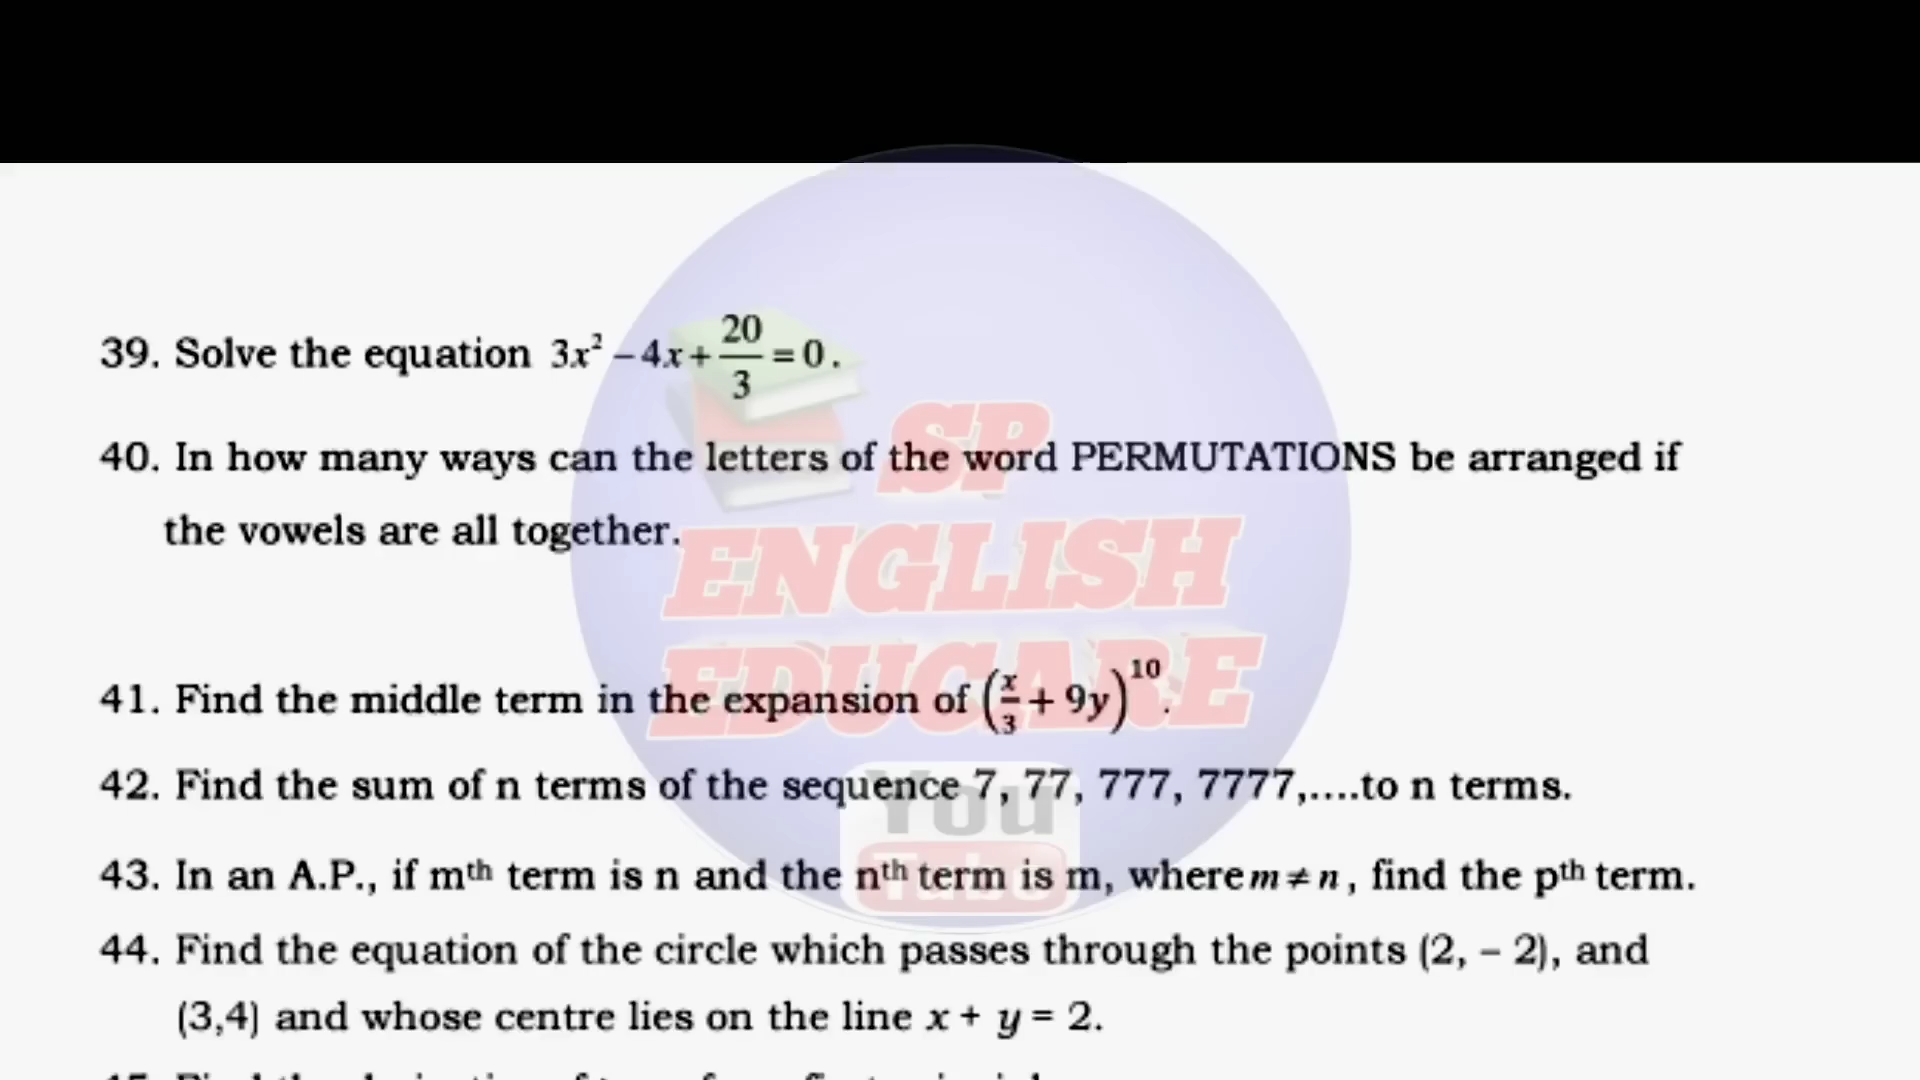 39. Solve the equation 3x² – 4x + 20/3 = 0.
40. In how many ways can the letters of the word PERMUTATIONS be arranged if
the vowels are all together.
SP
ENGLISH
EDUCARE
41. Find the middle term in the expansion of (x/3 + 9y)¹⁰.
42. Find the sum of n terms of the sequence 7, 77, 777, 7777,....to n terms.
You
Tube
43. In an A.P., if mᵗʰ term is n and the nᵗʰ term is m, where m ≠ n, find the pᵗʰ term.
44. Find the equation of the circle which passes through the points (2, – 2), and
(3,4) and whose centre lies on the line x + y = 2.